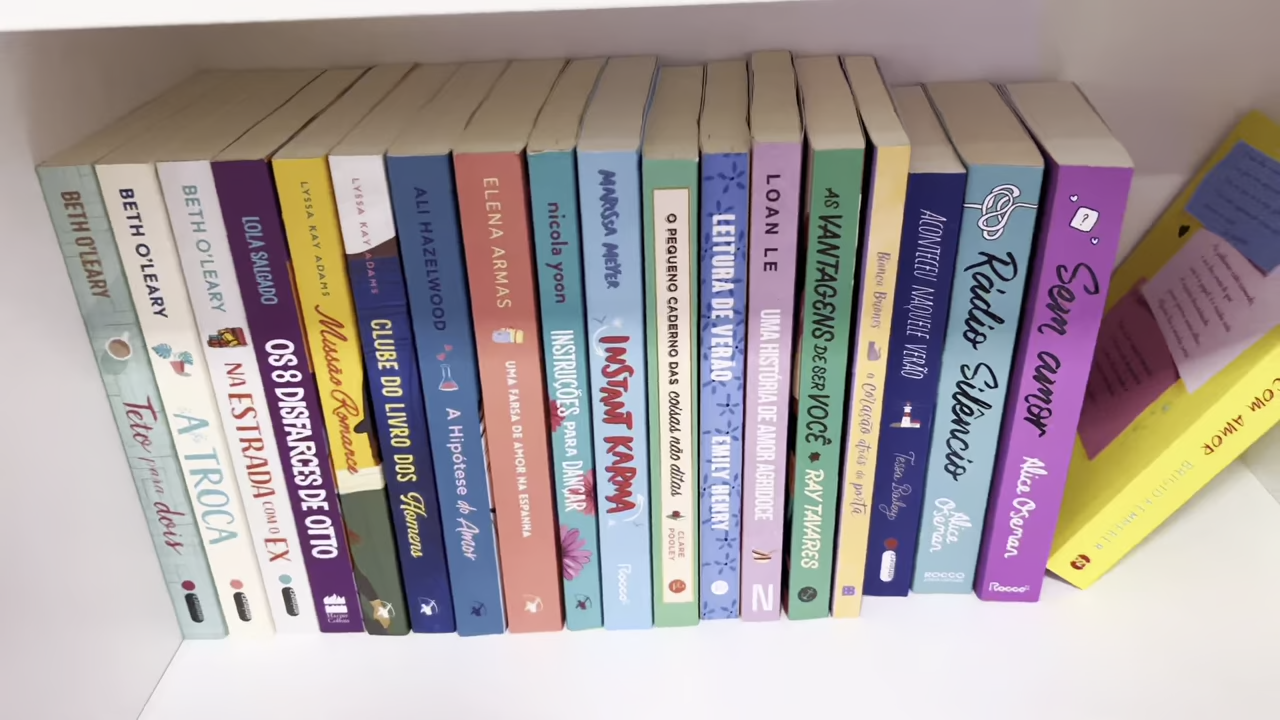 BETH O'LEARY
Teto para dois
BETH O'LEARY
A TROCA
BETH O'LEARY
NA ESTRADA COM O EX
LOLA SALGADO
OS 8 DISFARCES DE OTTO
Harper
Collins
LYSSA KAY ADAMS
Missão Romance
LYSSA KAY ADAMS
CLUBE DO LIVRO DOS Homens
ALI HAZELWOOD
A Hipótese do Amor
ELENA ARMAS
UMA FARSA DE AMOR NA ESPANHA
nicola yoon
INSTRUÇÕES PARA DANÇAR
MARISSA MEYER
INSTANT KARMA
Rocco
O PEQUENO CADERNO DAS coisas não ditas
CLARE
POOLEY
LEITURA DE VERÃO
EMILY HENRY
LOAN LE
UMA HISTÓRIA DE AMOR AGRIDOCE
N
AS VANTAGENS DE SER VOCÊ
RAY TAVARES
Bianca Briones
o coração atrás da porta
B
ACONTECEU NAQUELE VERÃO
Tessa Bailey
Rádio Silêncio
Alice
Oseman
ROCCO
?
Sem amor
Alice Oseman
Rocco
COM AMOR